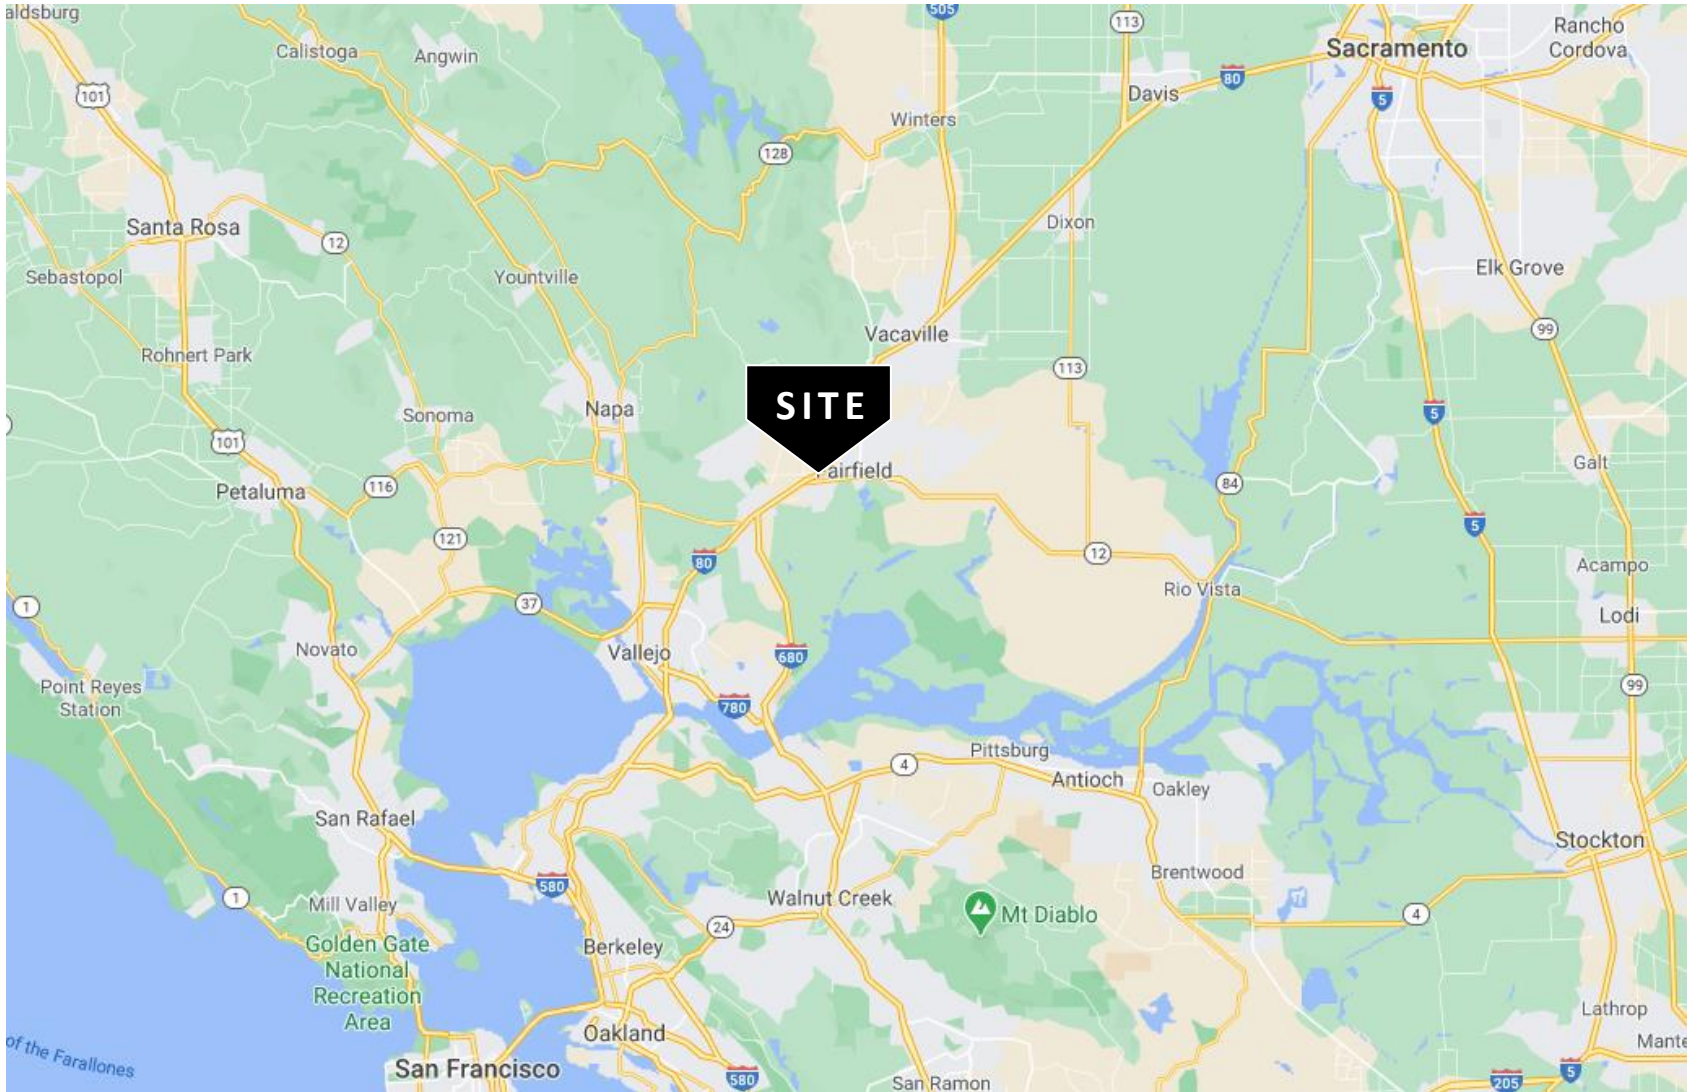 aldsburg
505
113
Rancho
Cordova
Calistoga
Angwin
Sacramento
80
101
Davis
5
Winters
128
Santa Rosa
12
Dixon
Sebastopol
Yountville
Elk Grove
Vacaville
99
Rohnert Park
113
SITE
Sonoma
Napa
5
101
airfield
Galt
Petaluma
116
84
5
121
80
12
Acampo
Rio Vista
1
37
Lodi
Novato
Vallejo
680
Point Reyes
Station
99
780
Pittsburg
4
Antioch
Oakley
San Rafael
Stockton
Brentwood
580
1
Walnut Creek
Mill Valley
Mt Diablo
4
24
Golden Gate
National
Recreation
Area
Berkeley
Lathrop
Oakland
of the Farallones
Mante
San Francisco
580
San Ramon
205
5